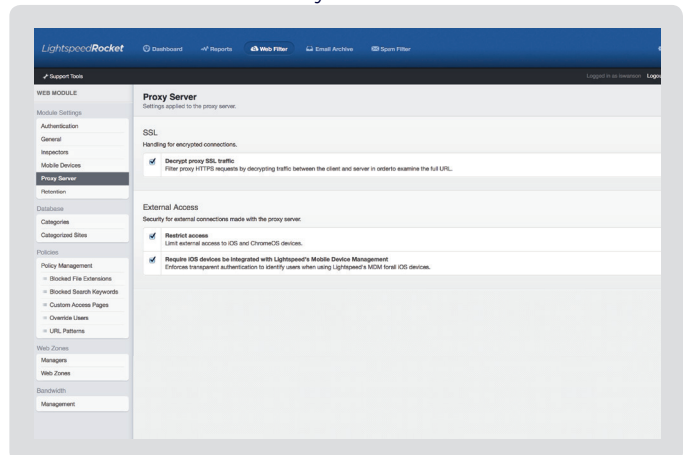 LightspeedRocket
Dashboard
Reports
Web Filter
Email Archive
Spam Filter
Support Tools
Logged in as
Logou
WEB MODULE
Module Settings
Authentication
General
Inspectors
Mobile Devices
Proxy Server
Retention
Database
Categories
Categorized Sites
Policies
Policy Management
Blocked File Extensions
Blocked Search Keywords
Custom Access Pages
Override Users
URL Patterns
Web Zones
Managers
Web Zones
Bandwidth
Management
Proxy Server
Settings applied to the proxy server.
SSL
Handling for encrypted connections.
Decrypt proxy SSL traffic
Filter proxy HTTPS requests by decrypting traffic between the client and server in orderto examine the full URL.
External Access
Security for external connections made with the proxy server.
Restrict access
Limit external access to iOS and ChromeOS devices.
Require iOS devices be integrated with Lightspeed's Mobile Device Management
Enforces transparent authentication to identify users when using Lightspeed's MDM forall iOS devices.